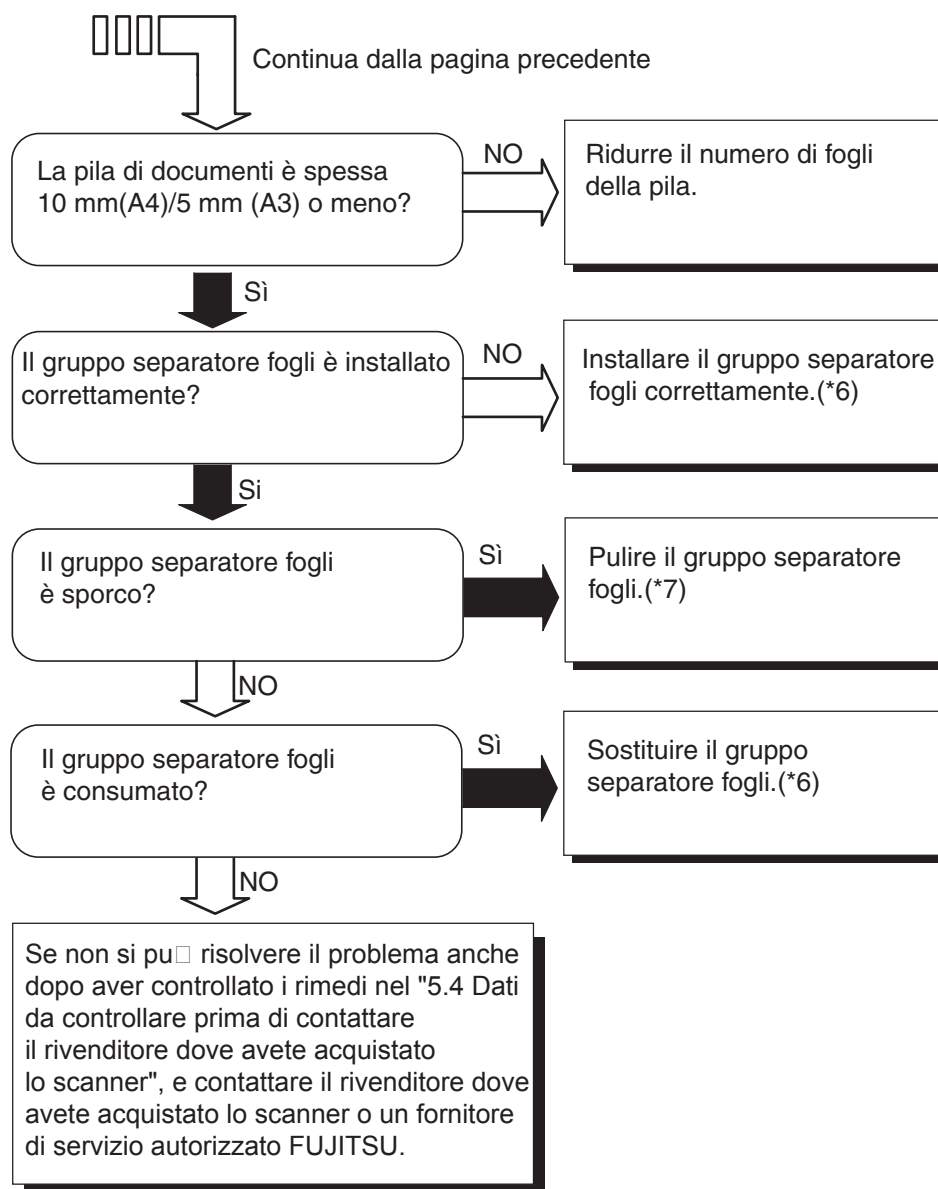 Continua dalla pagina precedente
La pila di documenti è spessa
10 mm(A4)/5 mm (A3) o meno?
NO
Ridurre il numero di fogli
della pila.
Sì
Il gruppo separatore fogli è installato
correttamente?
NO
Installare il gruppo separatore
fogli correttamente.(*6)
Si
Il gruppo separatore fogli
è sporco?
Sì
Pulire il gruppo separatore
fogli.(*7)
NO
Il gruppo separatore fogli
è consumato?
Sì
Sostituire il gruppo
separatore fogli.(*6)
NO
Se non si pu□ risolvere il problema anche
dopo aver controllato i rimedi nel "5.4 Dati
da controllare prima di contattare
il rivenditore dove avete acquistato
lo scanner", e contattare il rivenditore dove
avete acquistato lo scanner o un fornitore
di servizio autorizzato FUJITSU.